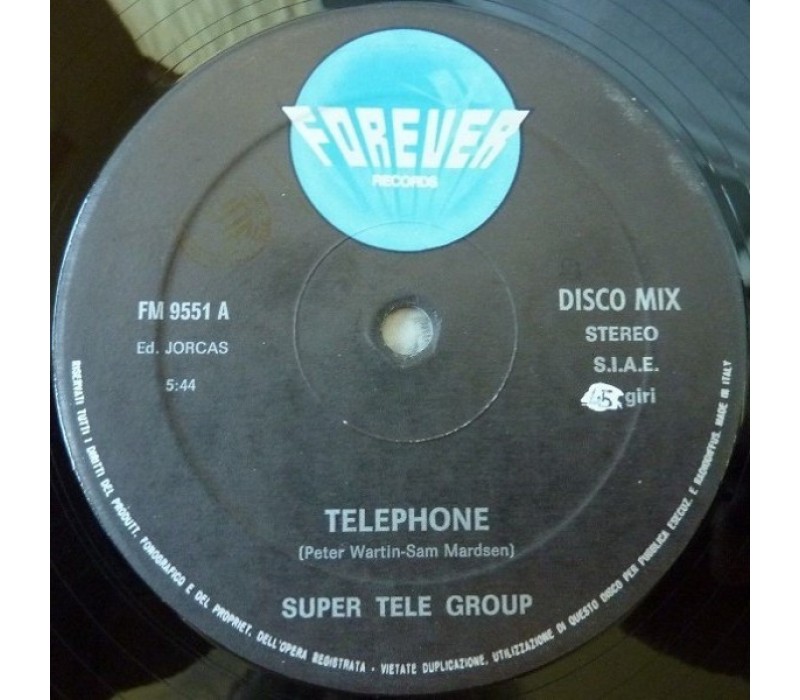 FOREVER
RECORDS
FM 9551 A
Ed. JORCAS
5:44
DISCO MIX
STEREO
S.I.A.E.
45 giri
TELEPHONE
(Peter Wartin-Sam Mardsen)
SUPER TELE GROUP
RISERVATI TUTTI I DIRITTI DEL PRODUTT. FONOGRAFICO E DEL PROPRIET. DELL'OPERA REGISTRATA - VIETATE DUPLICAZIONE, UTILIZZAZIONE DI QUESTO DISCO PER PUBBLICA ESECUZ. E RADIODIFFUS. MADE IN ITALY